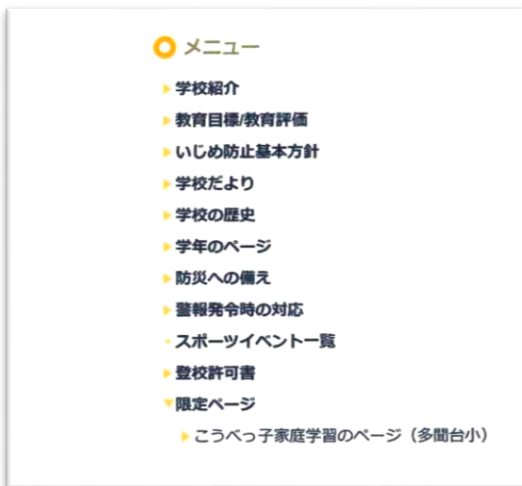 メニュー
学校紹介
教育目標/教育評価
いじめ防止基本方針
学校だより
学校の歴史
学年のページ
防災への備え
警報発令時の対応
スポーツイベント一覧
登校許可書
限定ページ
こうべっ子家庭学習のページ（多聞台小）